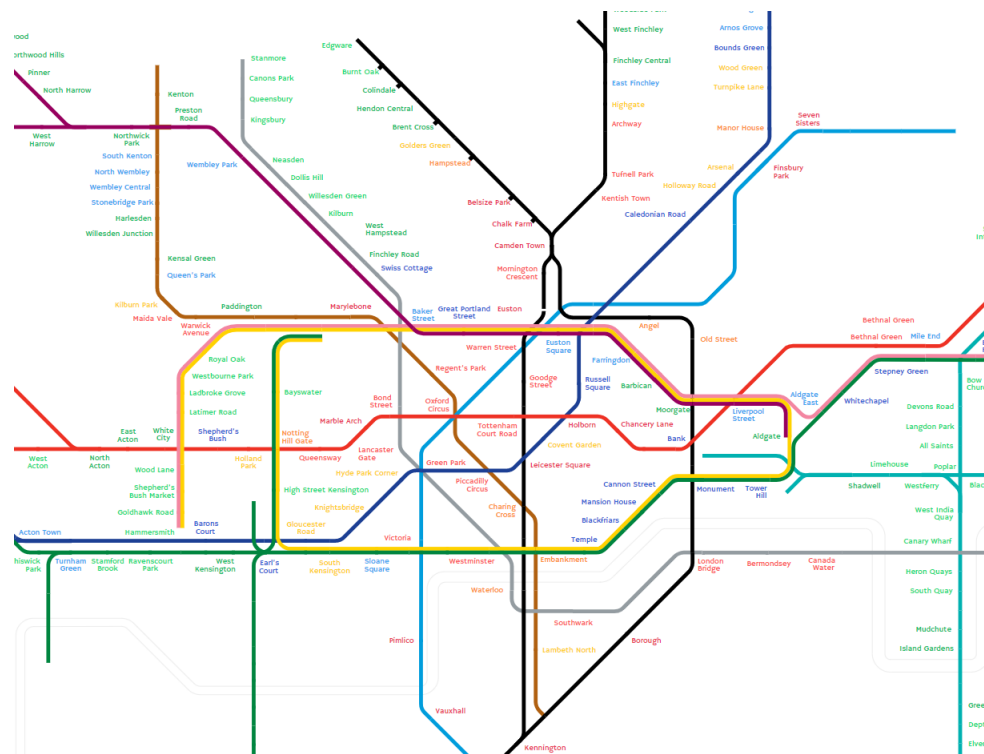 West Finchley
Arnos Grove
Bounds Green
Edgware
Finchley Central
Wood Green
orthwood Hills
Stanmore
Pinner
Burnt Oak
Canons Park
East Finchley
Turnpike Lane
North Harrow
Kenton
Colindale
Queensbury
Hendon Central
Highgate
Preston
Road
Kingsbury
Brent Cross
Archway
Manor House
Seven
Sisters
West
Harrow
Northwick
Park
Golders Green
South Kenton
Wembley Park
Neasden
Hampstead
Arsenal
Finsbury
Park
North Wembley
Dollis Hill
Tufnell Park
Holloway Road
Wembley Central
Willesden Green
Belsize Park
Kentish Town
Stonebridge Park
Kilburn
Caledonian Road
Harlesden
West
Hampstead
Chalk Farm
Willesden Junction
Camden Town
Kensal Green
Finchley Road
Queen's Park
Swiss Cottage
Mornington
Crescent
Kilburn Park
Paddington
Marylebone
Baker
Street
Great Portland
Street
Euston
Maida Vale
Warwick
Avenue
Angel
Bethnal Green
Warren Street
Euston
Square
Old Street
Bethnal Green
Mile End
Royal Oak
Regent's Park
Farringdon
Westbourne Park
Goodge
Street
Russell
Square
Barbican
Stepney Green
Ladbroke Grove
Bayswater
Bond
Street
Oxford
Circus
Moorgate
Liverpool
Street
Aldgate
East
Whitechapel
Bow
Devons Road
Latimer Road
Marble Arch
Tottenham
Court Road
Holborn
Chancery Lane
Langdon Park
East
Acton
White
City
Shepherd's
Bush
Notting
Hill Gate
Bank
Aldgate
All Saints
West
Acton
North
Acton
Holland
Park
Queensway
Lancaster
Gate
Covent Garden
Wood Lane
Hyde Park Corner
Green Park
Leicester Square
Limehouse
Poplar
Shepherd's
Bush Market
High Street Kensington
Piccadilly
Circus
Cannon Street
Monument
Tower
Hill
Shadwell
Westferry
Goldhawk Road
Knightsbridge
Charing
Cross
Mansion House
West India
Quay
Acton Town
Hammersmith
Barons
Court
Gloucester
Road
Victoria
Blackfriars
Temple
Canary Wharf
hiswick
Park
Turnham
Green
Stamford
Brook
Ravenscourt
Park
West
Kensington
Earl's
Court
South
Kensington
Sloane
Square
Westminster
Embankment
London
Bridge
Bermondsey
Canada
Water
Heron Quays
Waterloo
South Quay
Southwark
Mudchute
Pimlico
Lambeth North
Borough
Island Gardens
Vauxhall
Kennington